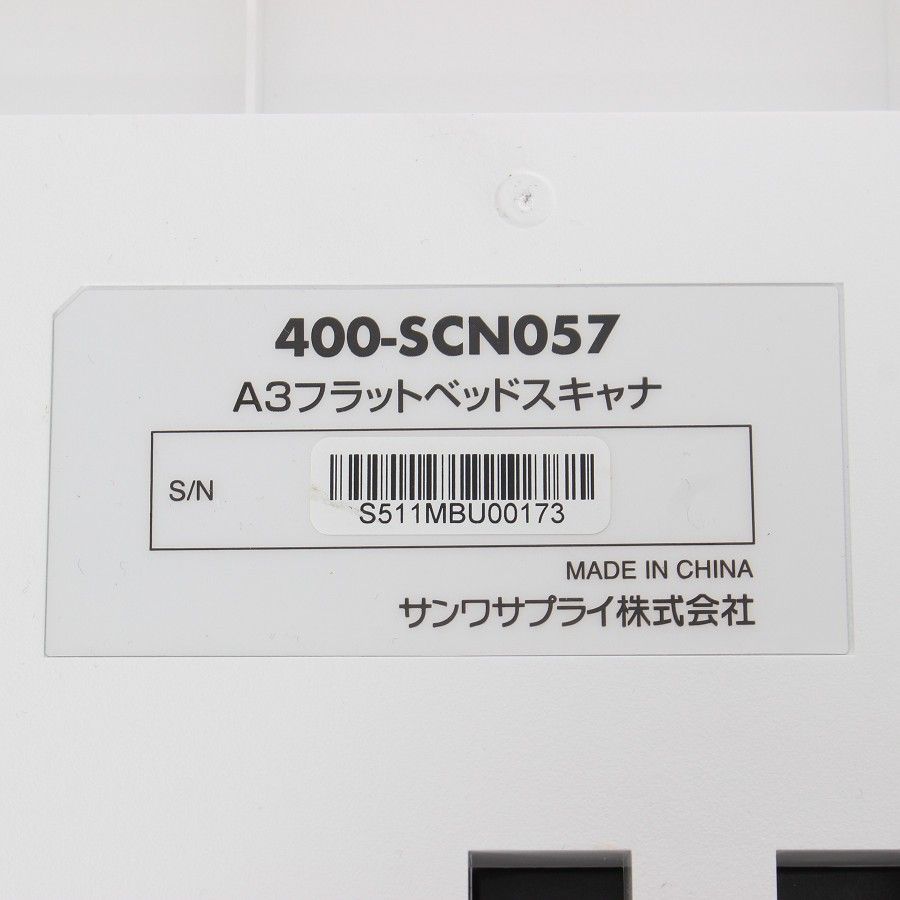 400-SCN057
A3フラットベッドスキャナ
S/N
S511MBU00173
MADE IN CHINA
サンワサプライ株式会社